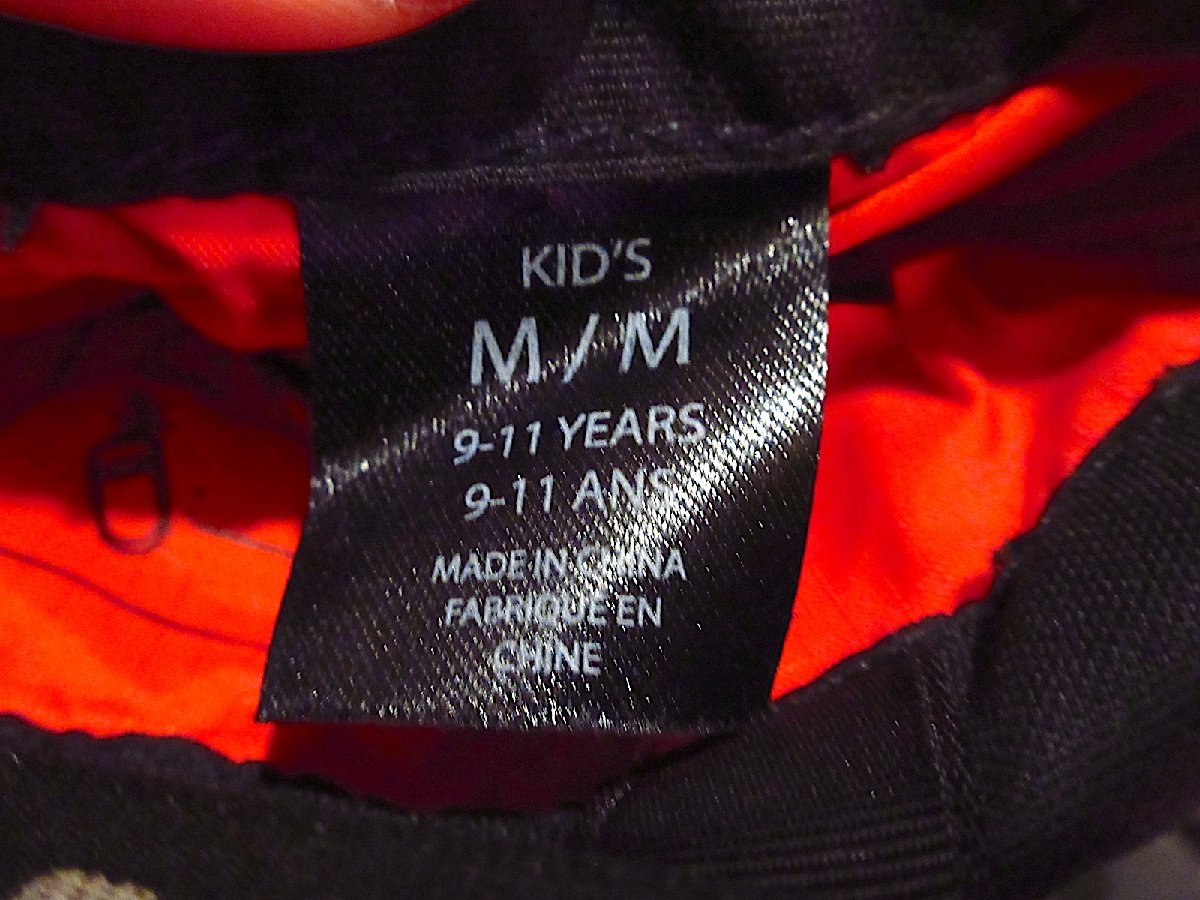 KID'S
M / M
9-11 YEARS
9-11 ANS
MADE IN CHINA
FABRIQUE EN
CHINE